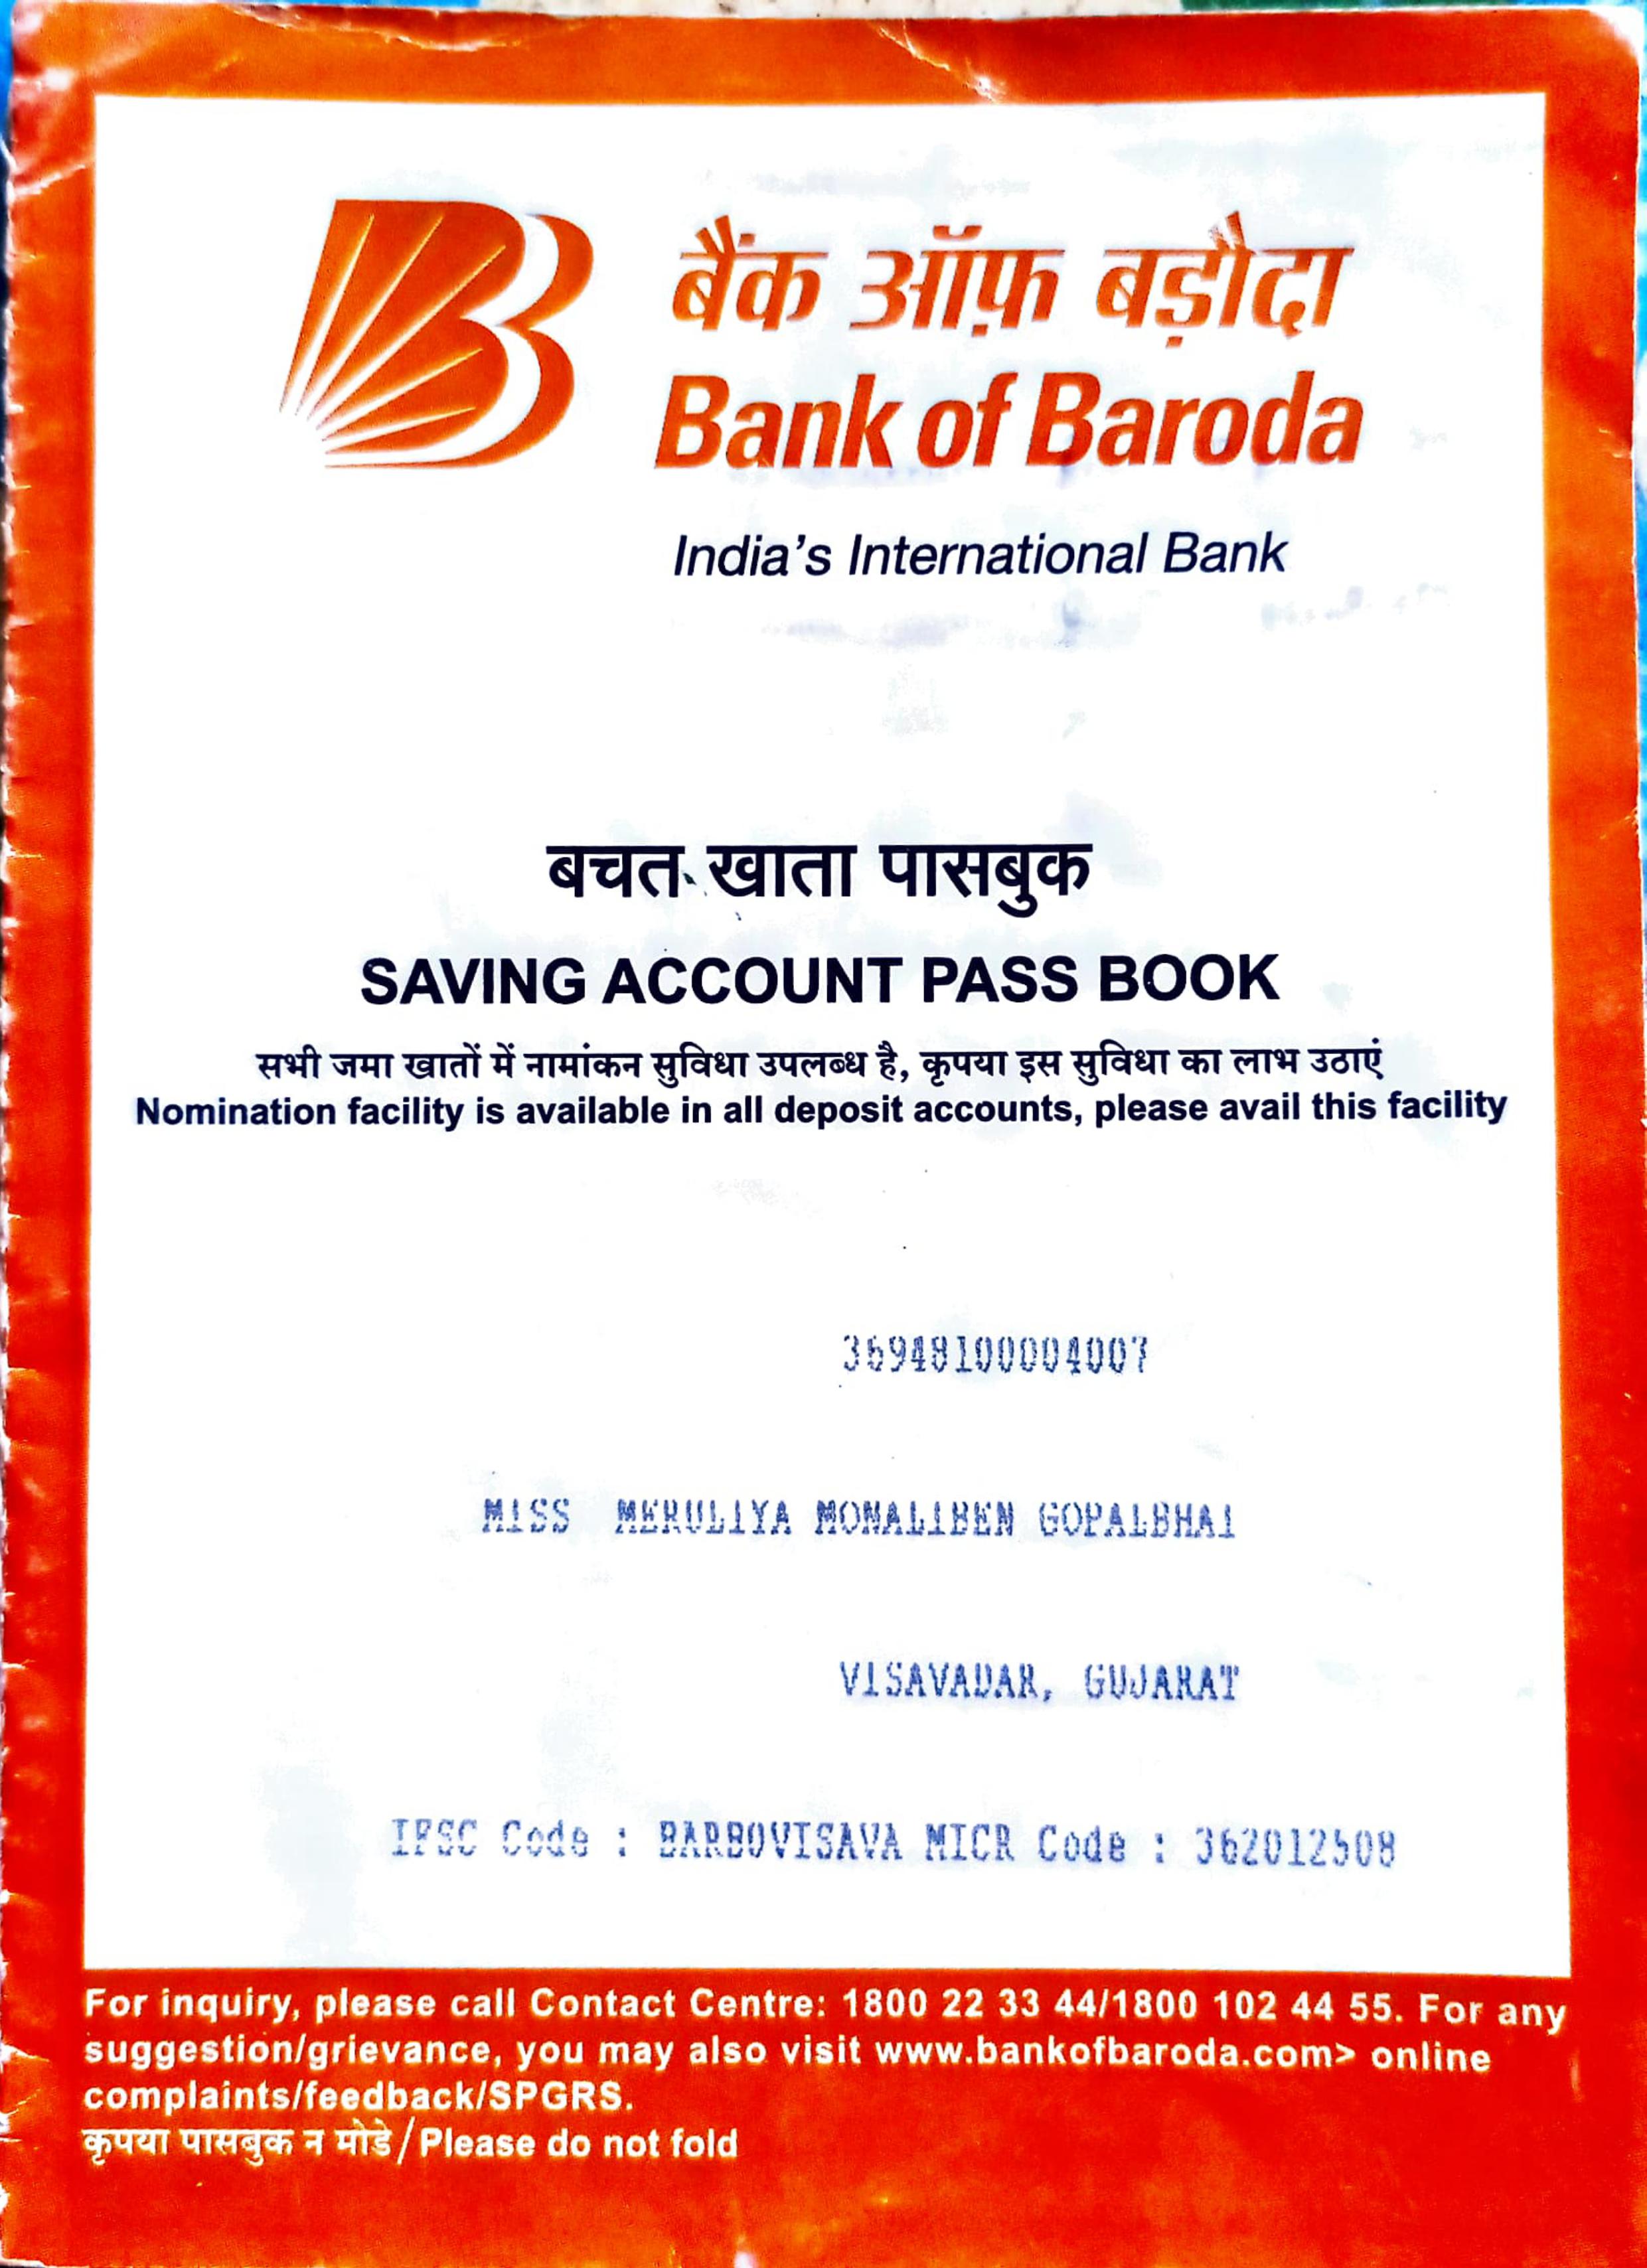 बैंक ऑफ़ बड़ौदा
Bank of Baroda
India's International Bank
बचत खाता पासबुक
SAVING ACCOUNT PASS BOOK
सभी जमा खातों में नामांकन सुविधा उपलब्ध है, कृपया इस सुविधा का लाभ उठाएं
Nomination facility is available in all deposit accounts, please avail this facility
36948100004007
MISS MERULIYA MONALIBEN GOPALBHAI
VISAVADAR, GUJARAT
IFSC Code : BARB0VISAVA MICR Code : 362012508
For inquiry, please call Contact Centre: 1800 22 33 44/1800 102 44 55. For any
suggestion/grievance, you may also visit www.bankofbaroda.com> online
complaints/feedback/SPGRS.
कृपया पासबुक न मोडे/Please do not fold